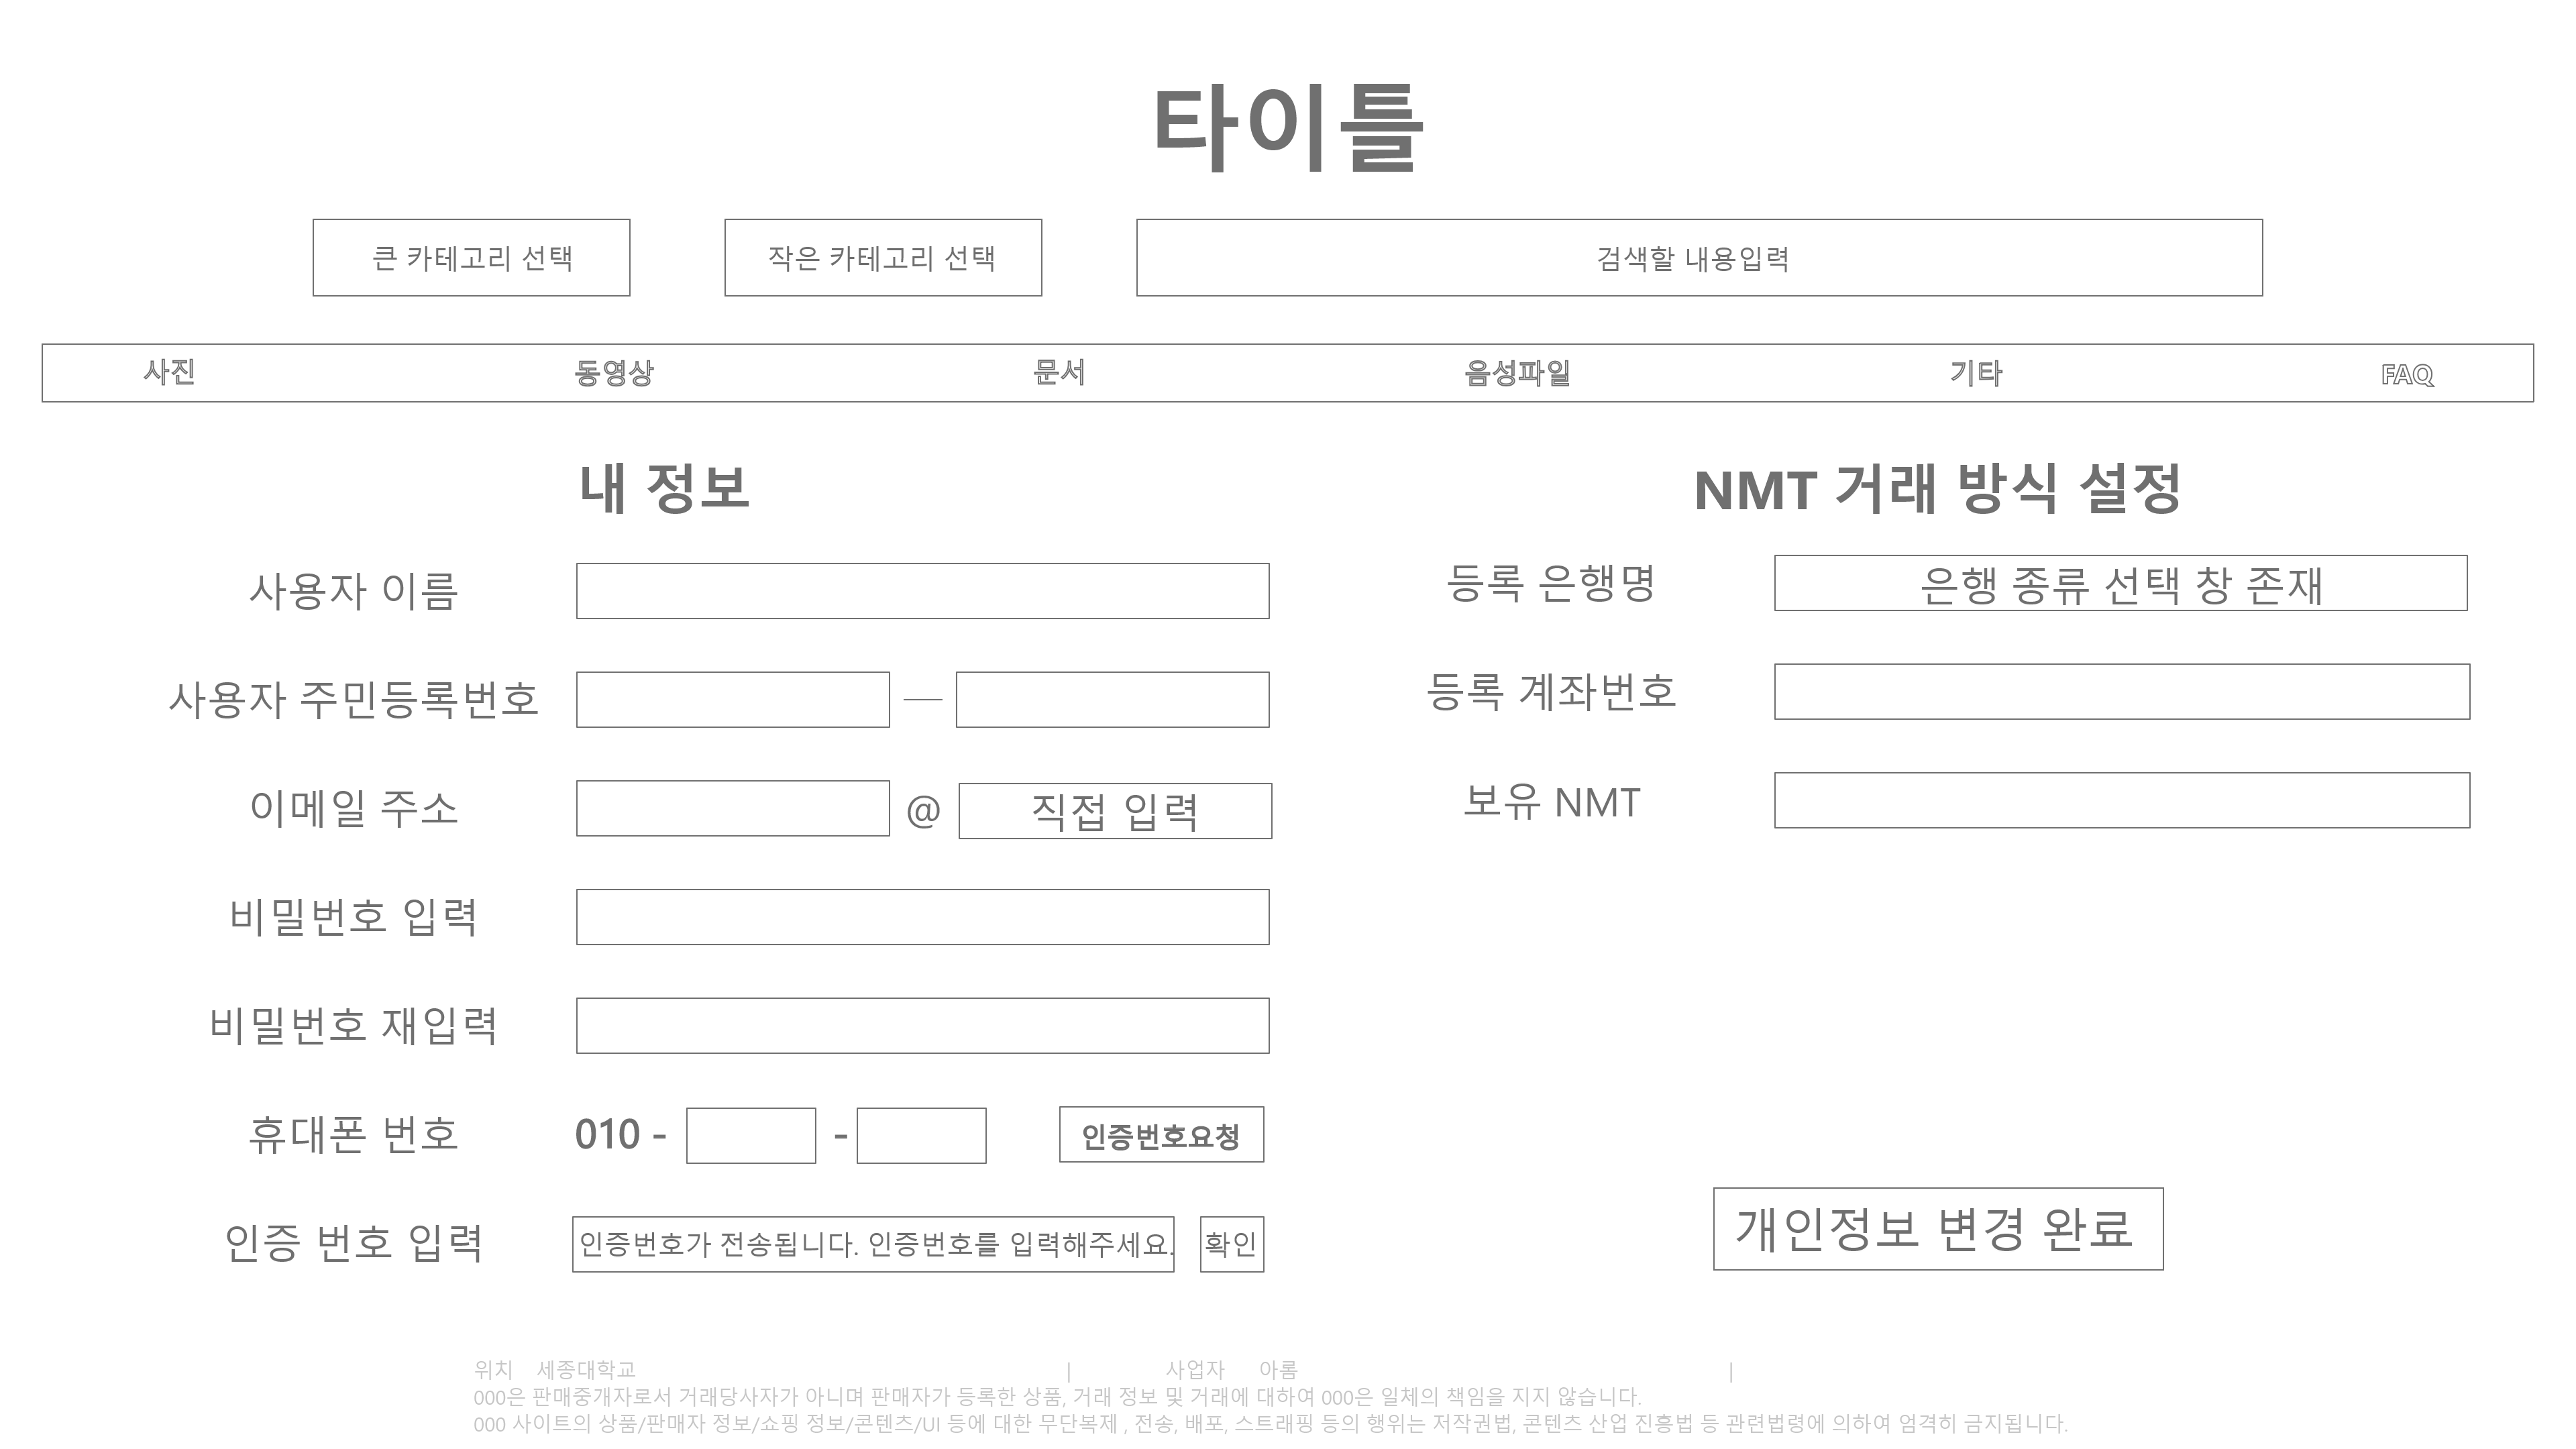 타이틀
큰 카테고리 선택 작은 카테고리 선택 검색할 내용입력
사진 동영상 문서 음성파일 기타 FAQ
내 정보
사용자 이름
사용자 주민등록번호 —
이메일 주소 @ 직접 입력
비밀번호 입력
비밀번호 재입력
휴대폰 번호 010 - - 인증번호요청
인증 번호 입력 인증번호가 전송됩니다. 인증번호를 입력해주세요. 확인
NMT 거래 방식 설정
등록 은행명 은행 종류 선택 창 존재
등록 계좌번호
보유 NMT
개인정보 변경 완료
위치 세종대학교 | 사업자 아롬 |
000은 판매중개자로서 거래당사자가 아니며 판매자가 등록한 상품, 거래 정보 및 거래에 대하여 000은 일체의 책임을 지지 않습니다.
000 사이트의 상품/판매자 정보/쇼핑 정보/콘텐츠/UI 등에 대한 무단복제 , 전송, 배포, 스트래핑 등의 행위는 저작권법, 콘텐츠 산업 진흥법 등 관련법령에 의하여 엄격히 금지됩니다.